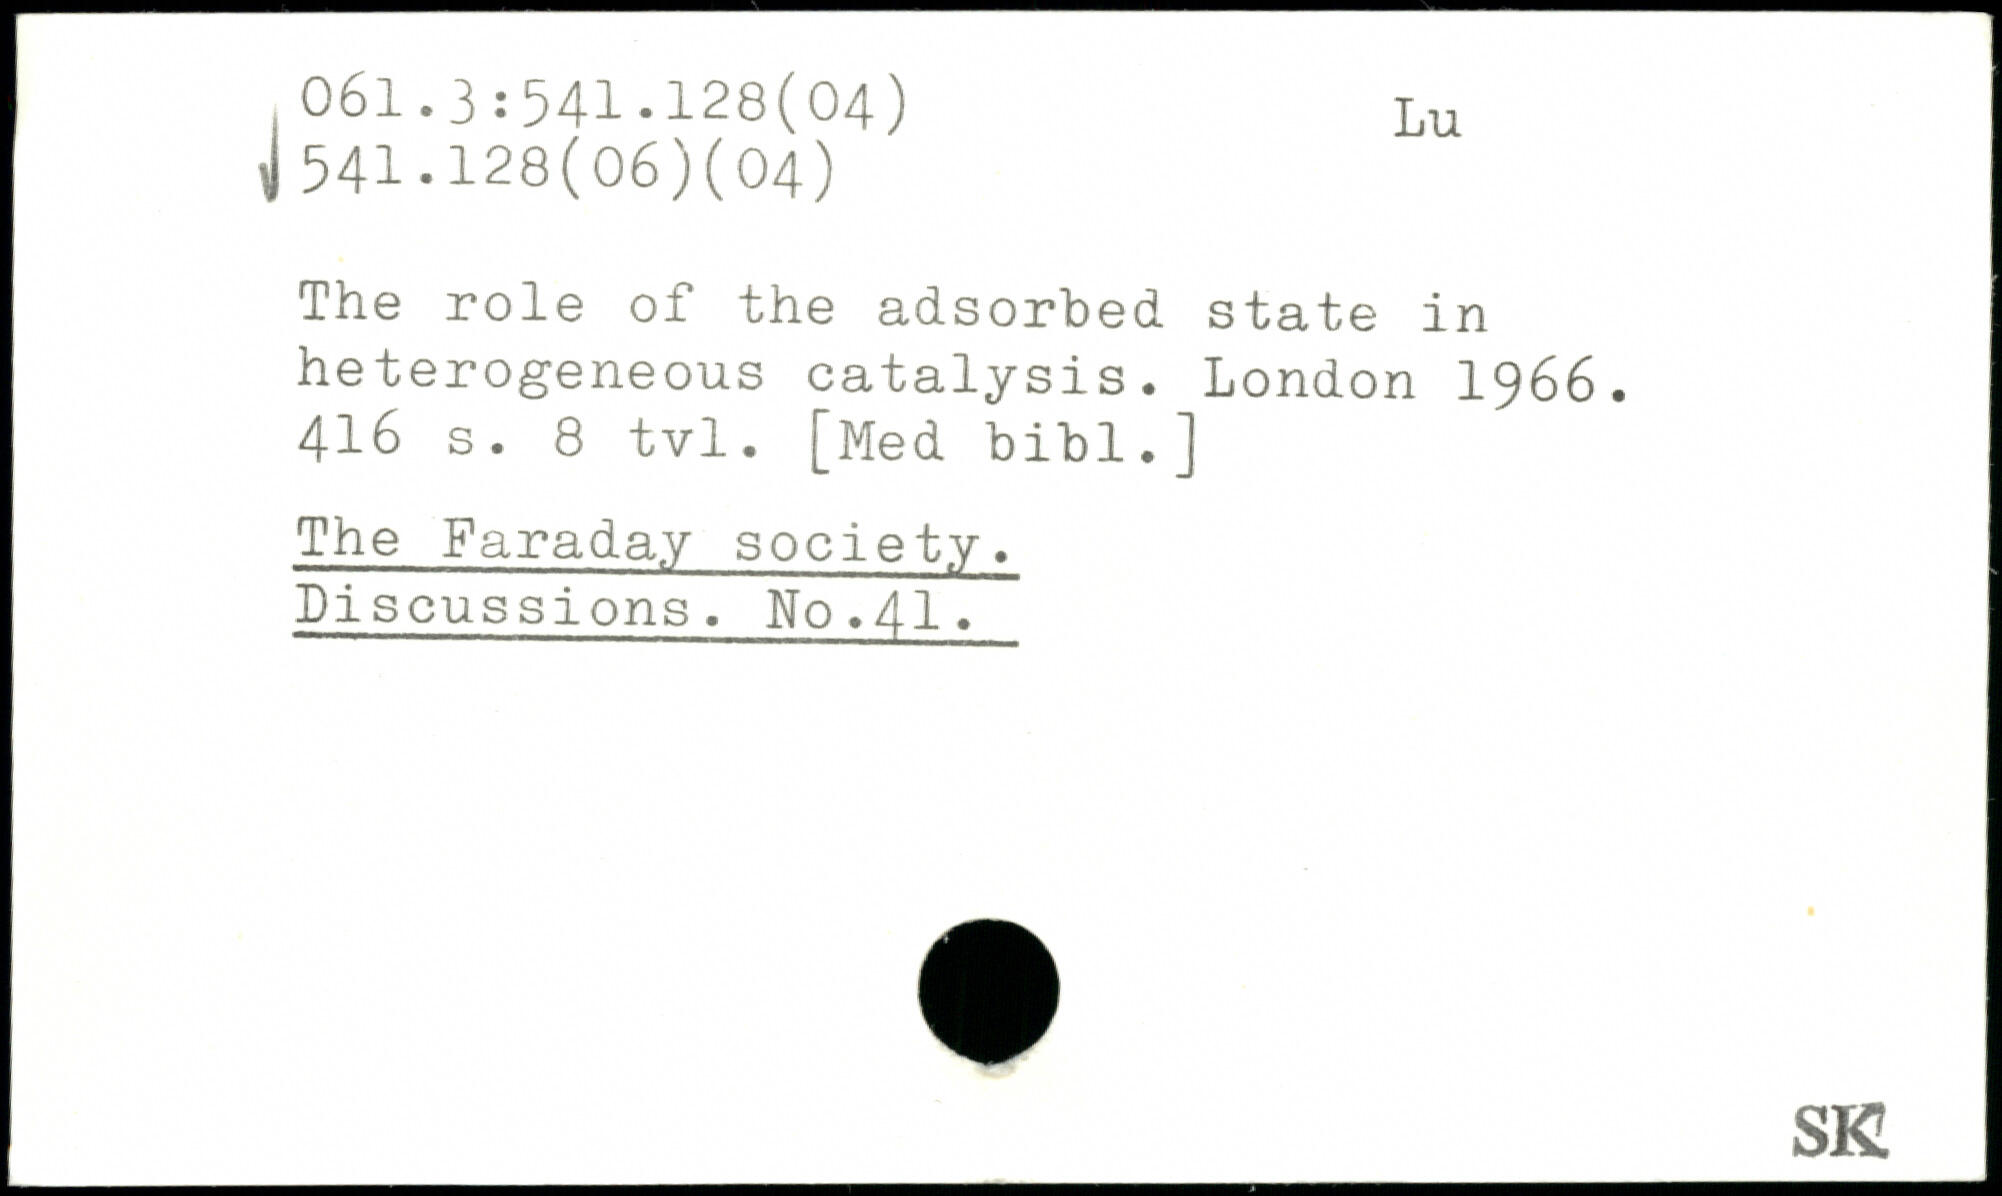 061.3:541.128(04)
Lu
541.128(06)(04)
The role of the adsorbed state in
heterogeneous catalysis. London 1966.
416 s. 8 tvl. [Med bibl.]
The Faraday society.
Discussions. No.41.
SK